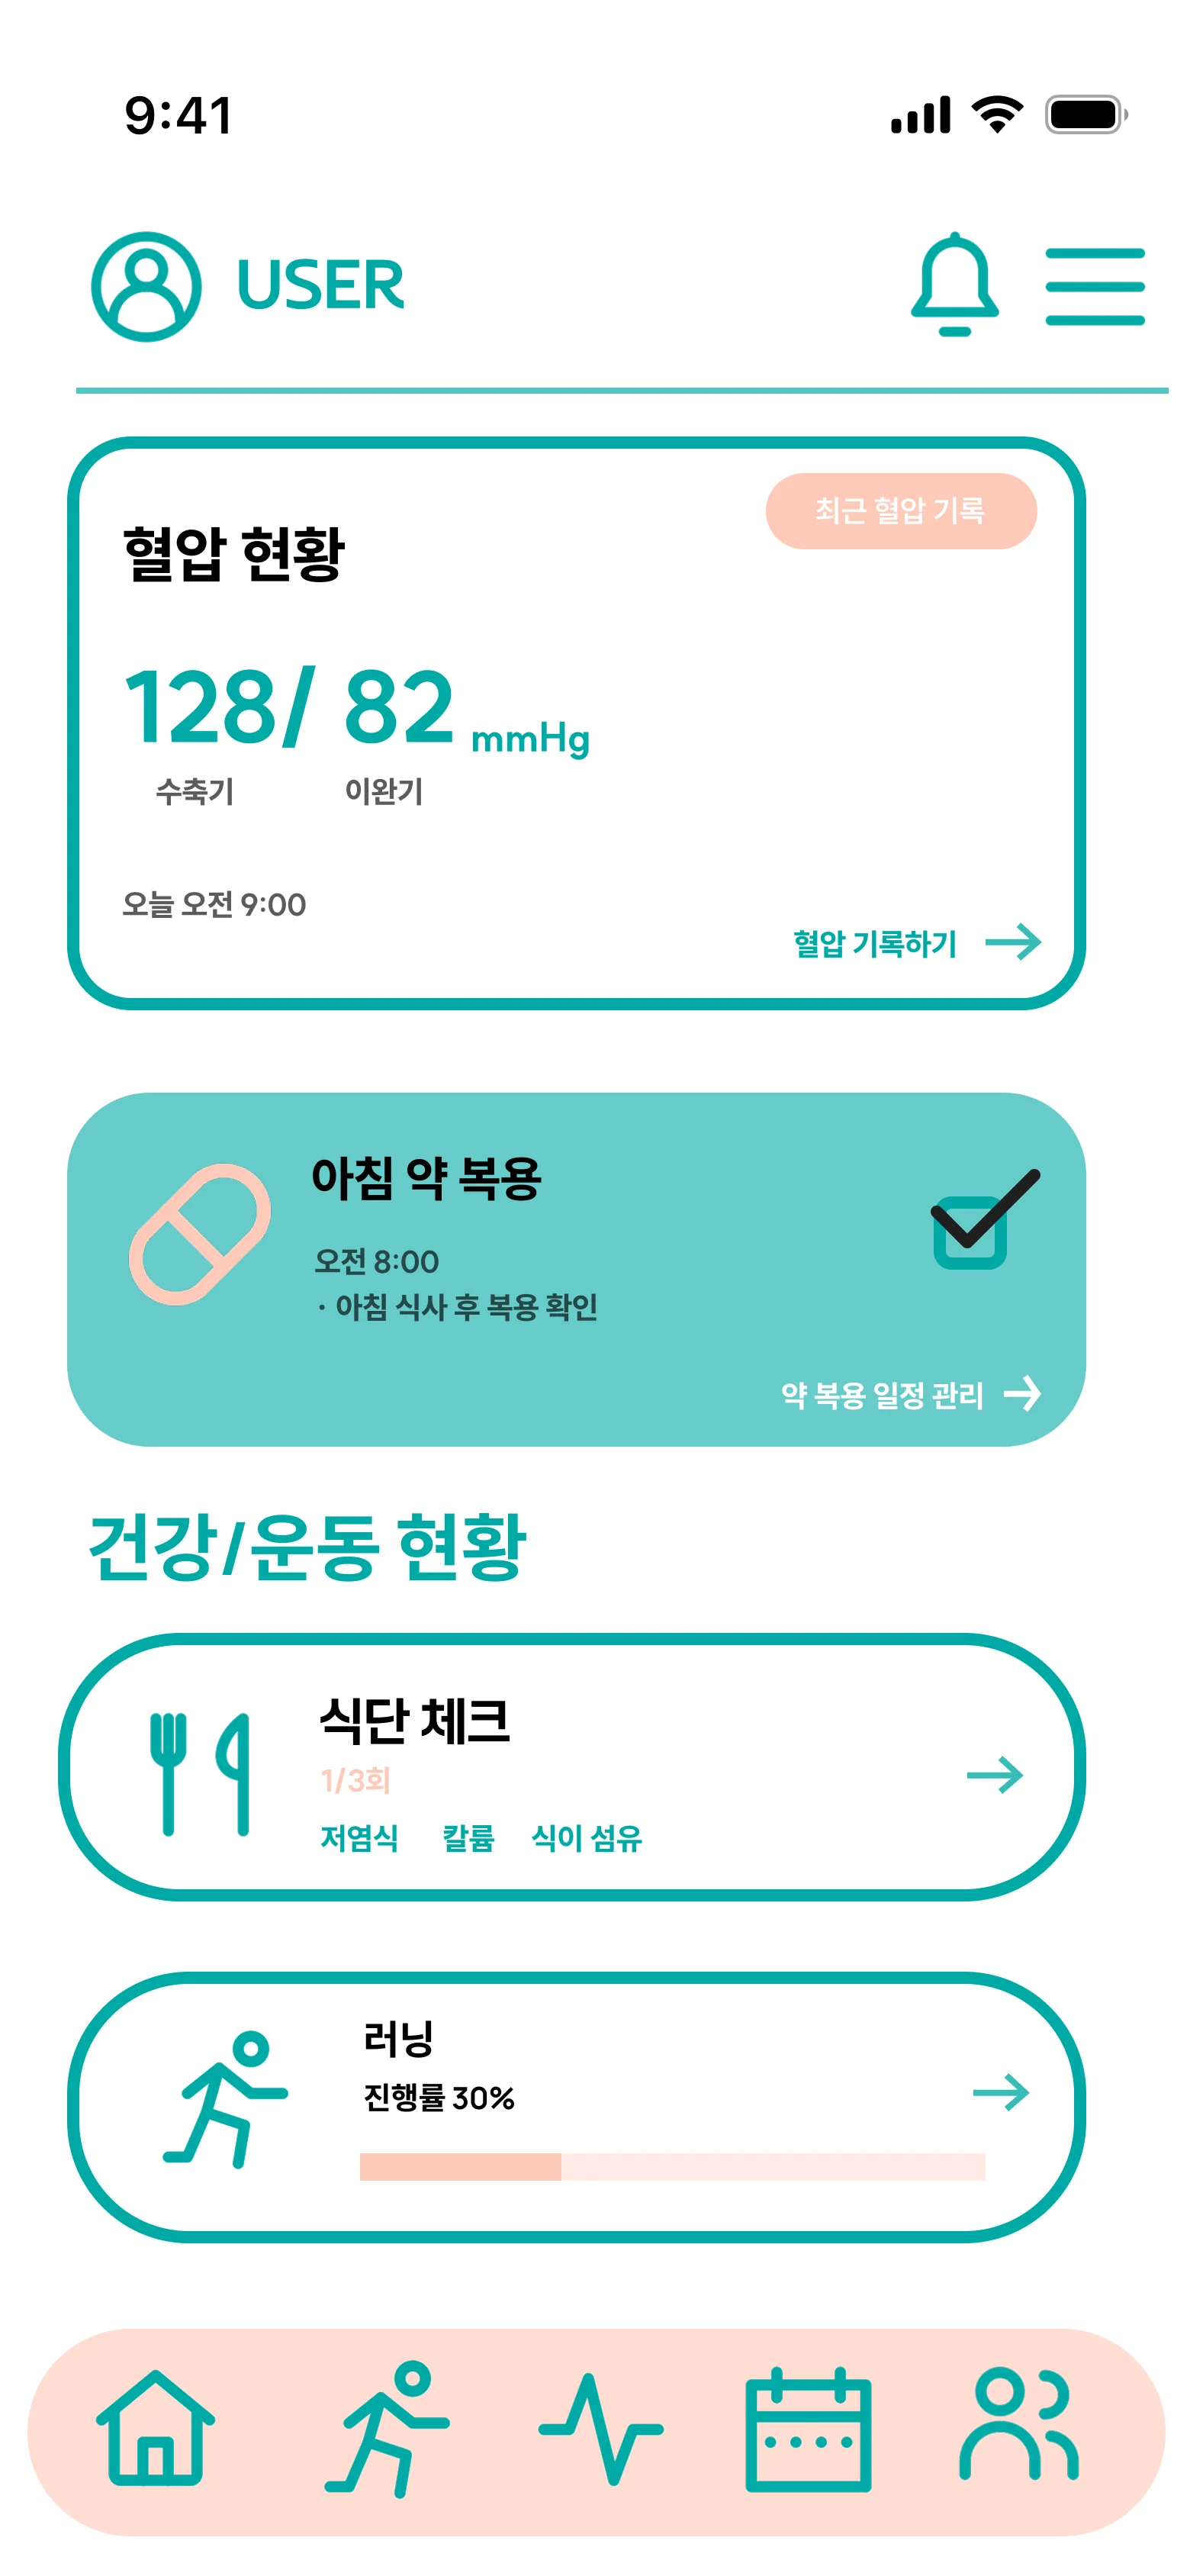 9:41
USER
최근 혈압 기록
혈압 현황
128/ 82 mmHg
수축기 이완기
오늘 오전 9:00
혈압 기록하기
아침 약 복용
오전 8:00
· 아침 식사 후 복용 확인
약 복용 일정 관리
건강/운동 현황
식단 체크
1/3회
저염식 칼륨 식이 섬유
러닝
진행률 30%